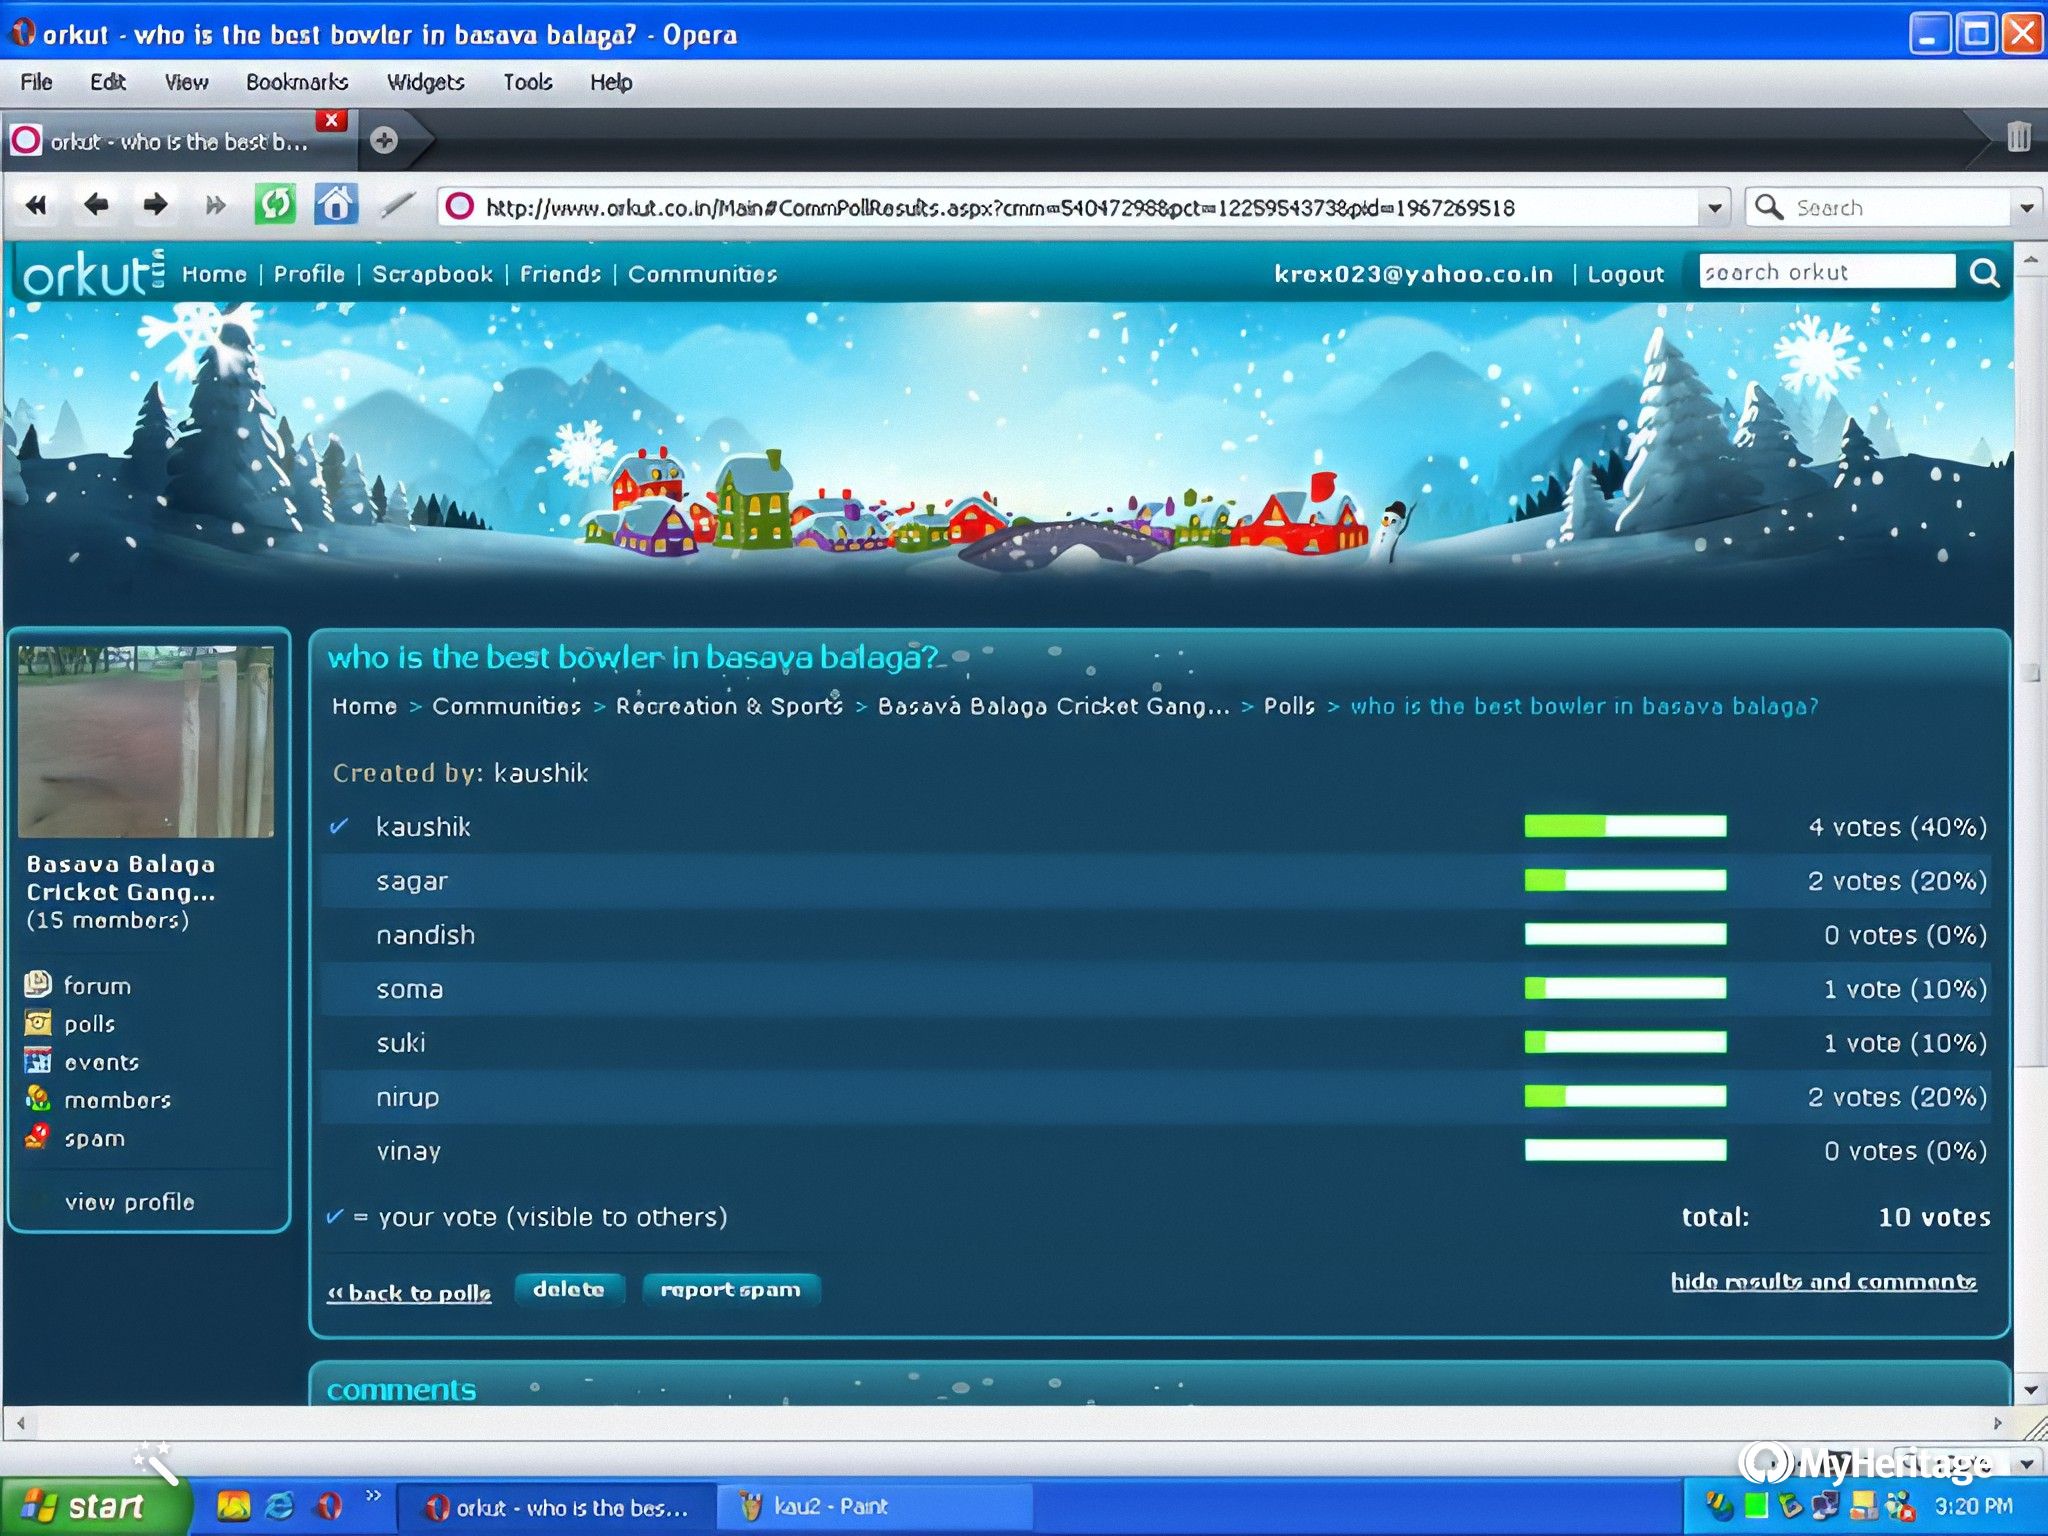 orkut - who is the best bowler in basava balaga? - Opera
File Edit View Bookmarks Widgets Tools Help
orkut - who is the best b...
http://www.orkut.co.in/Main#CommPollResults.aspx?cmm=54047298&pct=1225954373&pid=1967269518
Search
orkut BETA Home | Profile | Scrapbook | Friends | Communities
krex023@yahoo.co.in | Logout
search orkut
Basava Balaga
Cricket Gang...
(15 members)
forum
polls
events
members
spam
view profile
who is the best bowler in basava balaga?
Home > Communities > Recreation & Sports > Basava Balaga Cricket Gang... > Polls > who is the best bowler in basava balaga?
Created by: kaushik
✓ kaushik 4 votes (40%)
sagar 2 votes (20%)
nandish 0 votes (0%)
soma 1 vote (10%)
suki 1 vote (10%)
nirup 2 votes (20%)
vinay 0 votes (0%)
✓ = your vote (visible to others) total: 10 votes
‹‹ back to polls delete report spam hide results and comments
comments
MyHeritage
start
orkut - who is the bes...
kau2 - Paint
3:20 PM